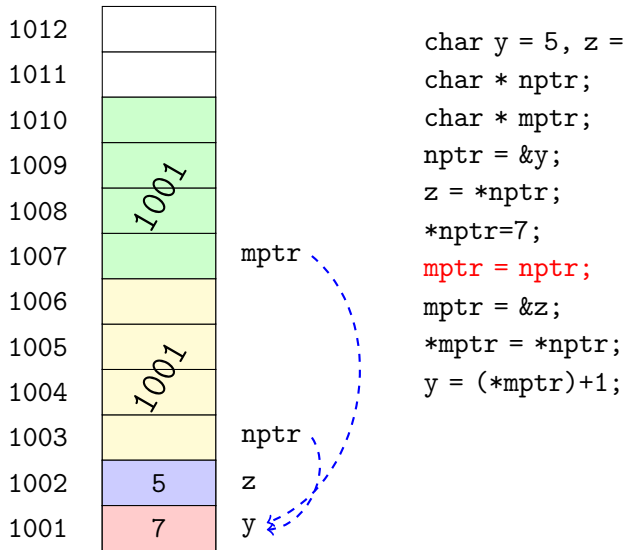 1012
char y = 5, z =
1011
char * nptr;
1010
char * mptr;
1009
nptr = &y;
1001
1008
z = *nptr;
*nptr=7;
1007
mptr
mptr = nptr;
1006
mptr = &z;
1005
*mptr = *nptr;
1001
1004
y = (*mptr)+1;
1003
nptr
1002
5
z
1001
7
y